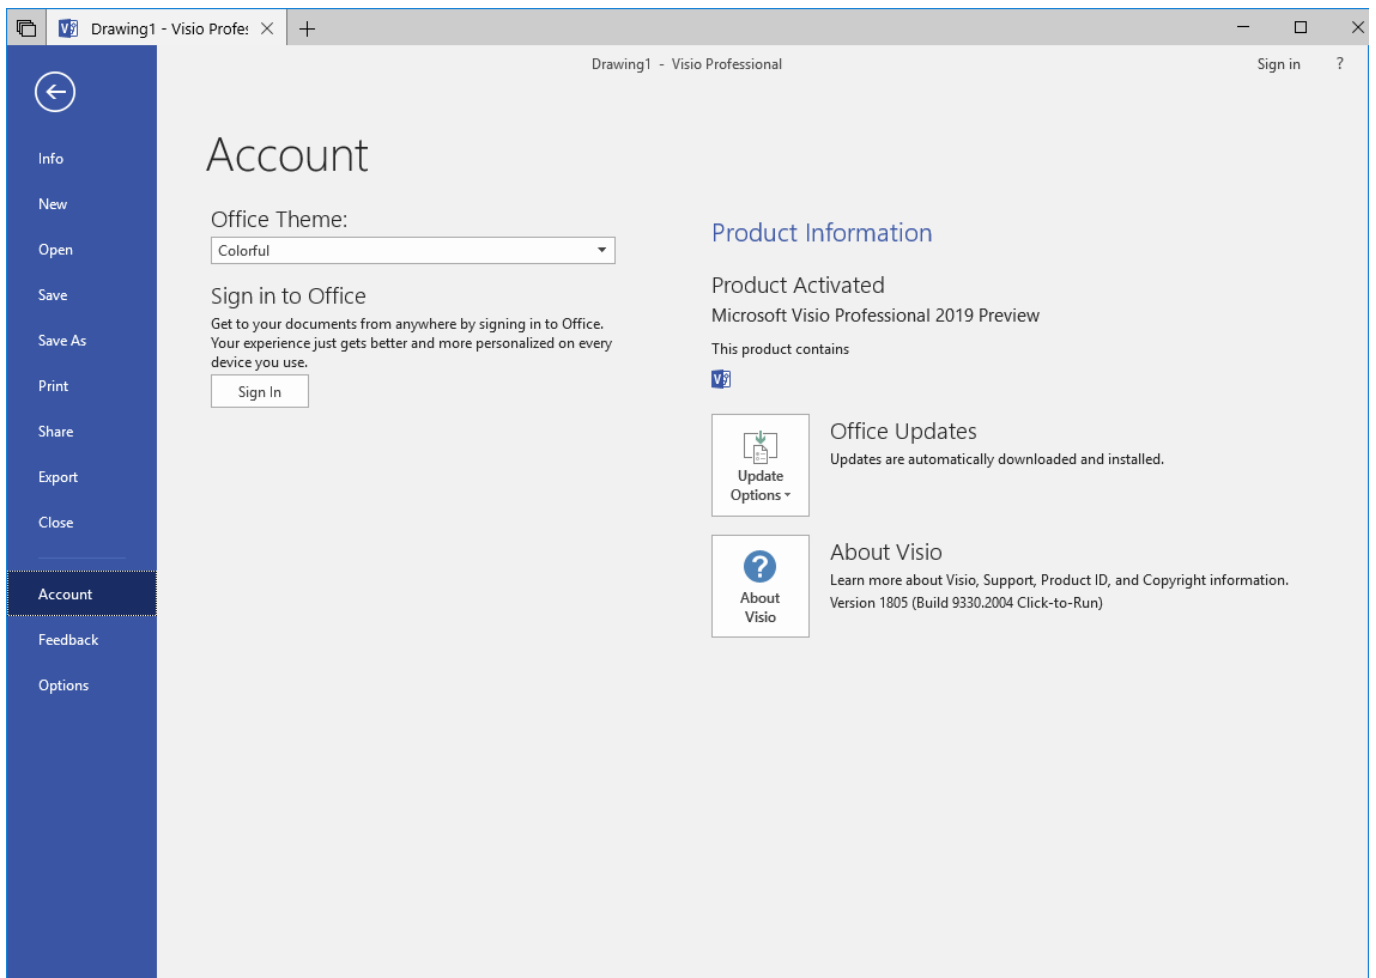 Drawing1 - Visio Profes
Drawing1 - Visio Professional
Sign in ?
Info
New
Open
Save
Save As
Print
Share
Export
Close
Account
Feedback
Options
Account
Office Theme:
Colorful
Sign in to Office
Get to your documents from anywhere by signing in to Office.
Your experience just gets better and more personalized on every
device you use.
Sign In
Product Information
Product Activated
Microsoft Visio Professional 2019 Preview
This product contains
Update
Options
Office Updates
Updates are automatically downloaded and installed.
About
Visio
About Visio
Learn more about Visio, Support, Product ID, and Copyright information.
Version 1805 (Build 9330.2004 Click-to-Run)